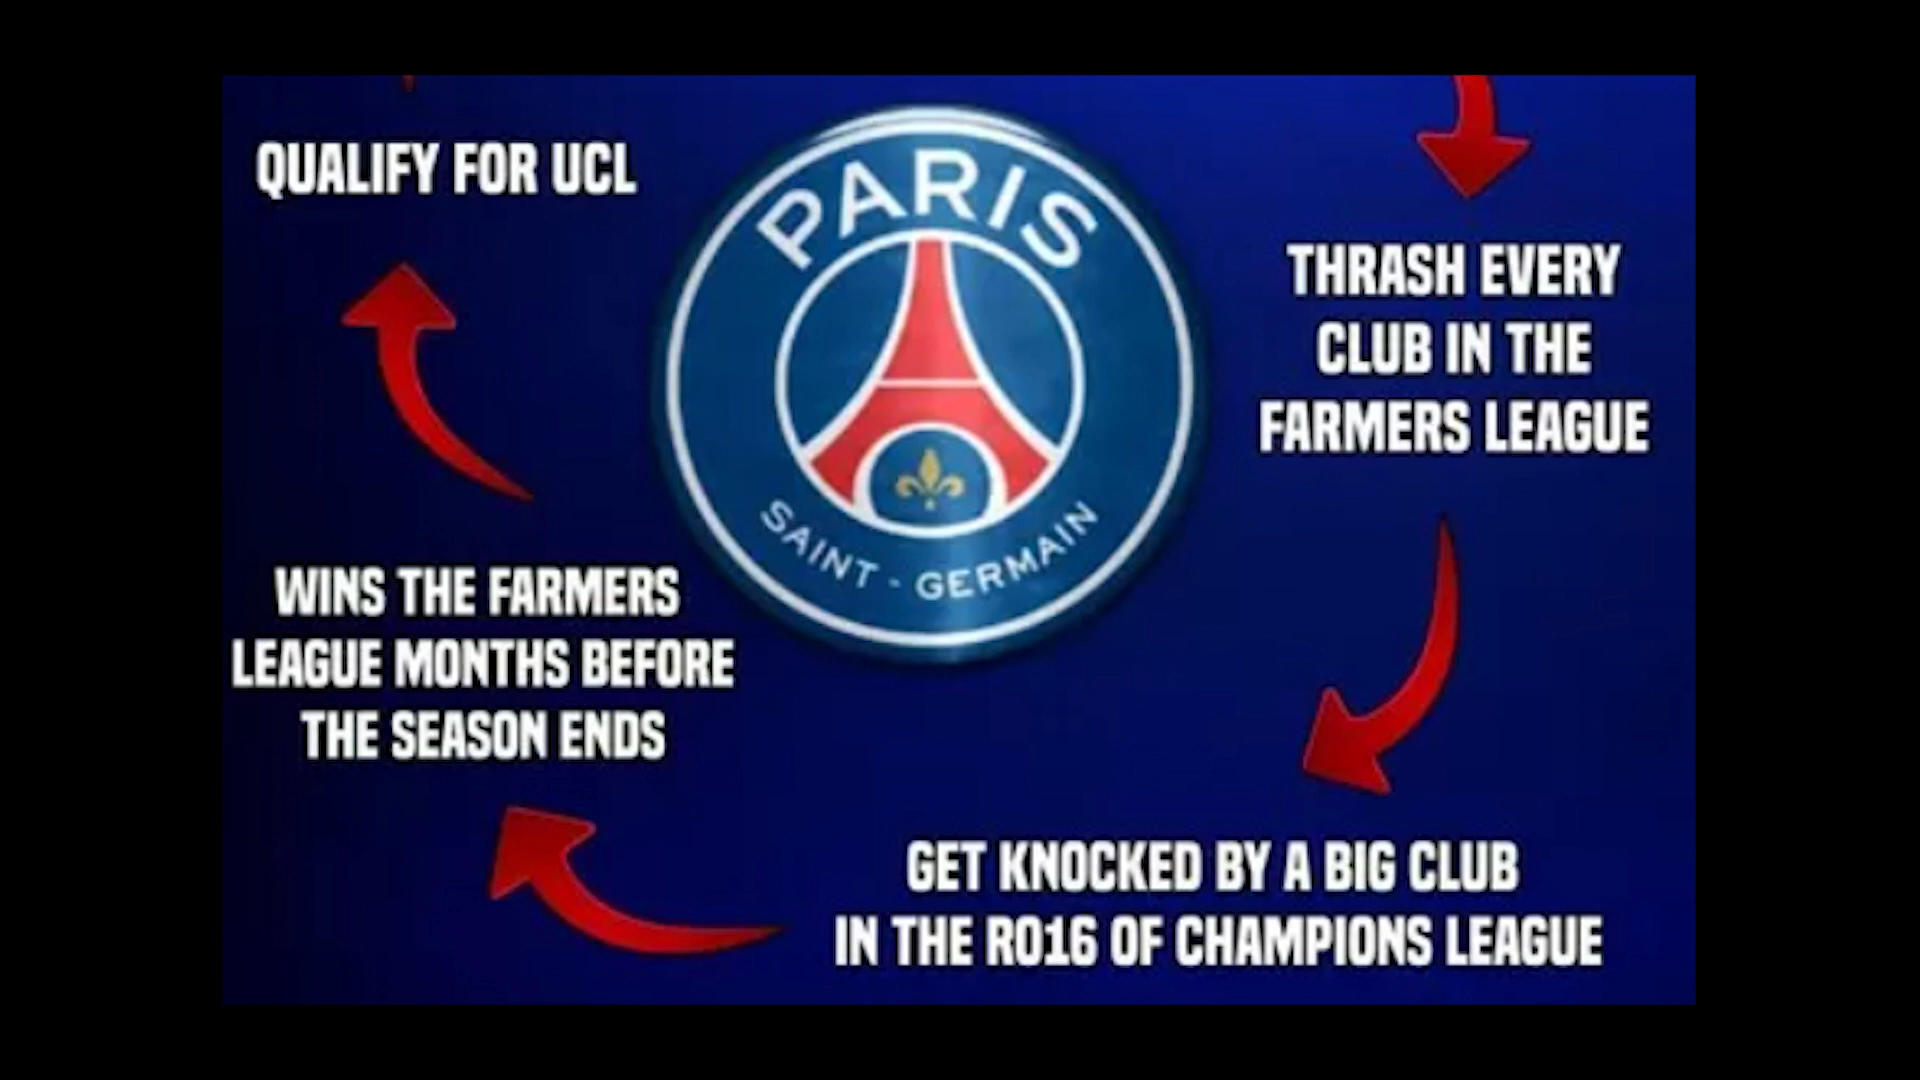 QUALIFY FOR UCL
PARIS
SAINT - GERMAIN
THRASH EVERY
CLUB IN THE
FARMERS LEAGUE
GET KNOCKED BY A BIG CLUB
IN THE RO16 OF CHAMPIONS LEAGUE
WINS THE FARMERS
LEAGUE MONTHS BEFORE
THE SEASON ENDS